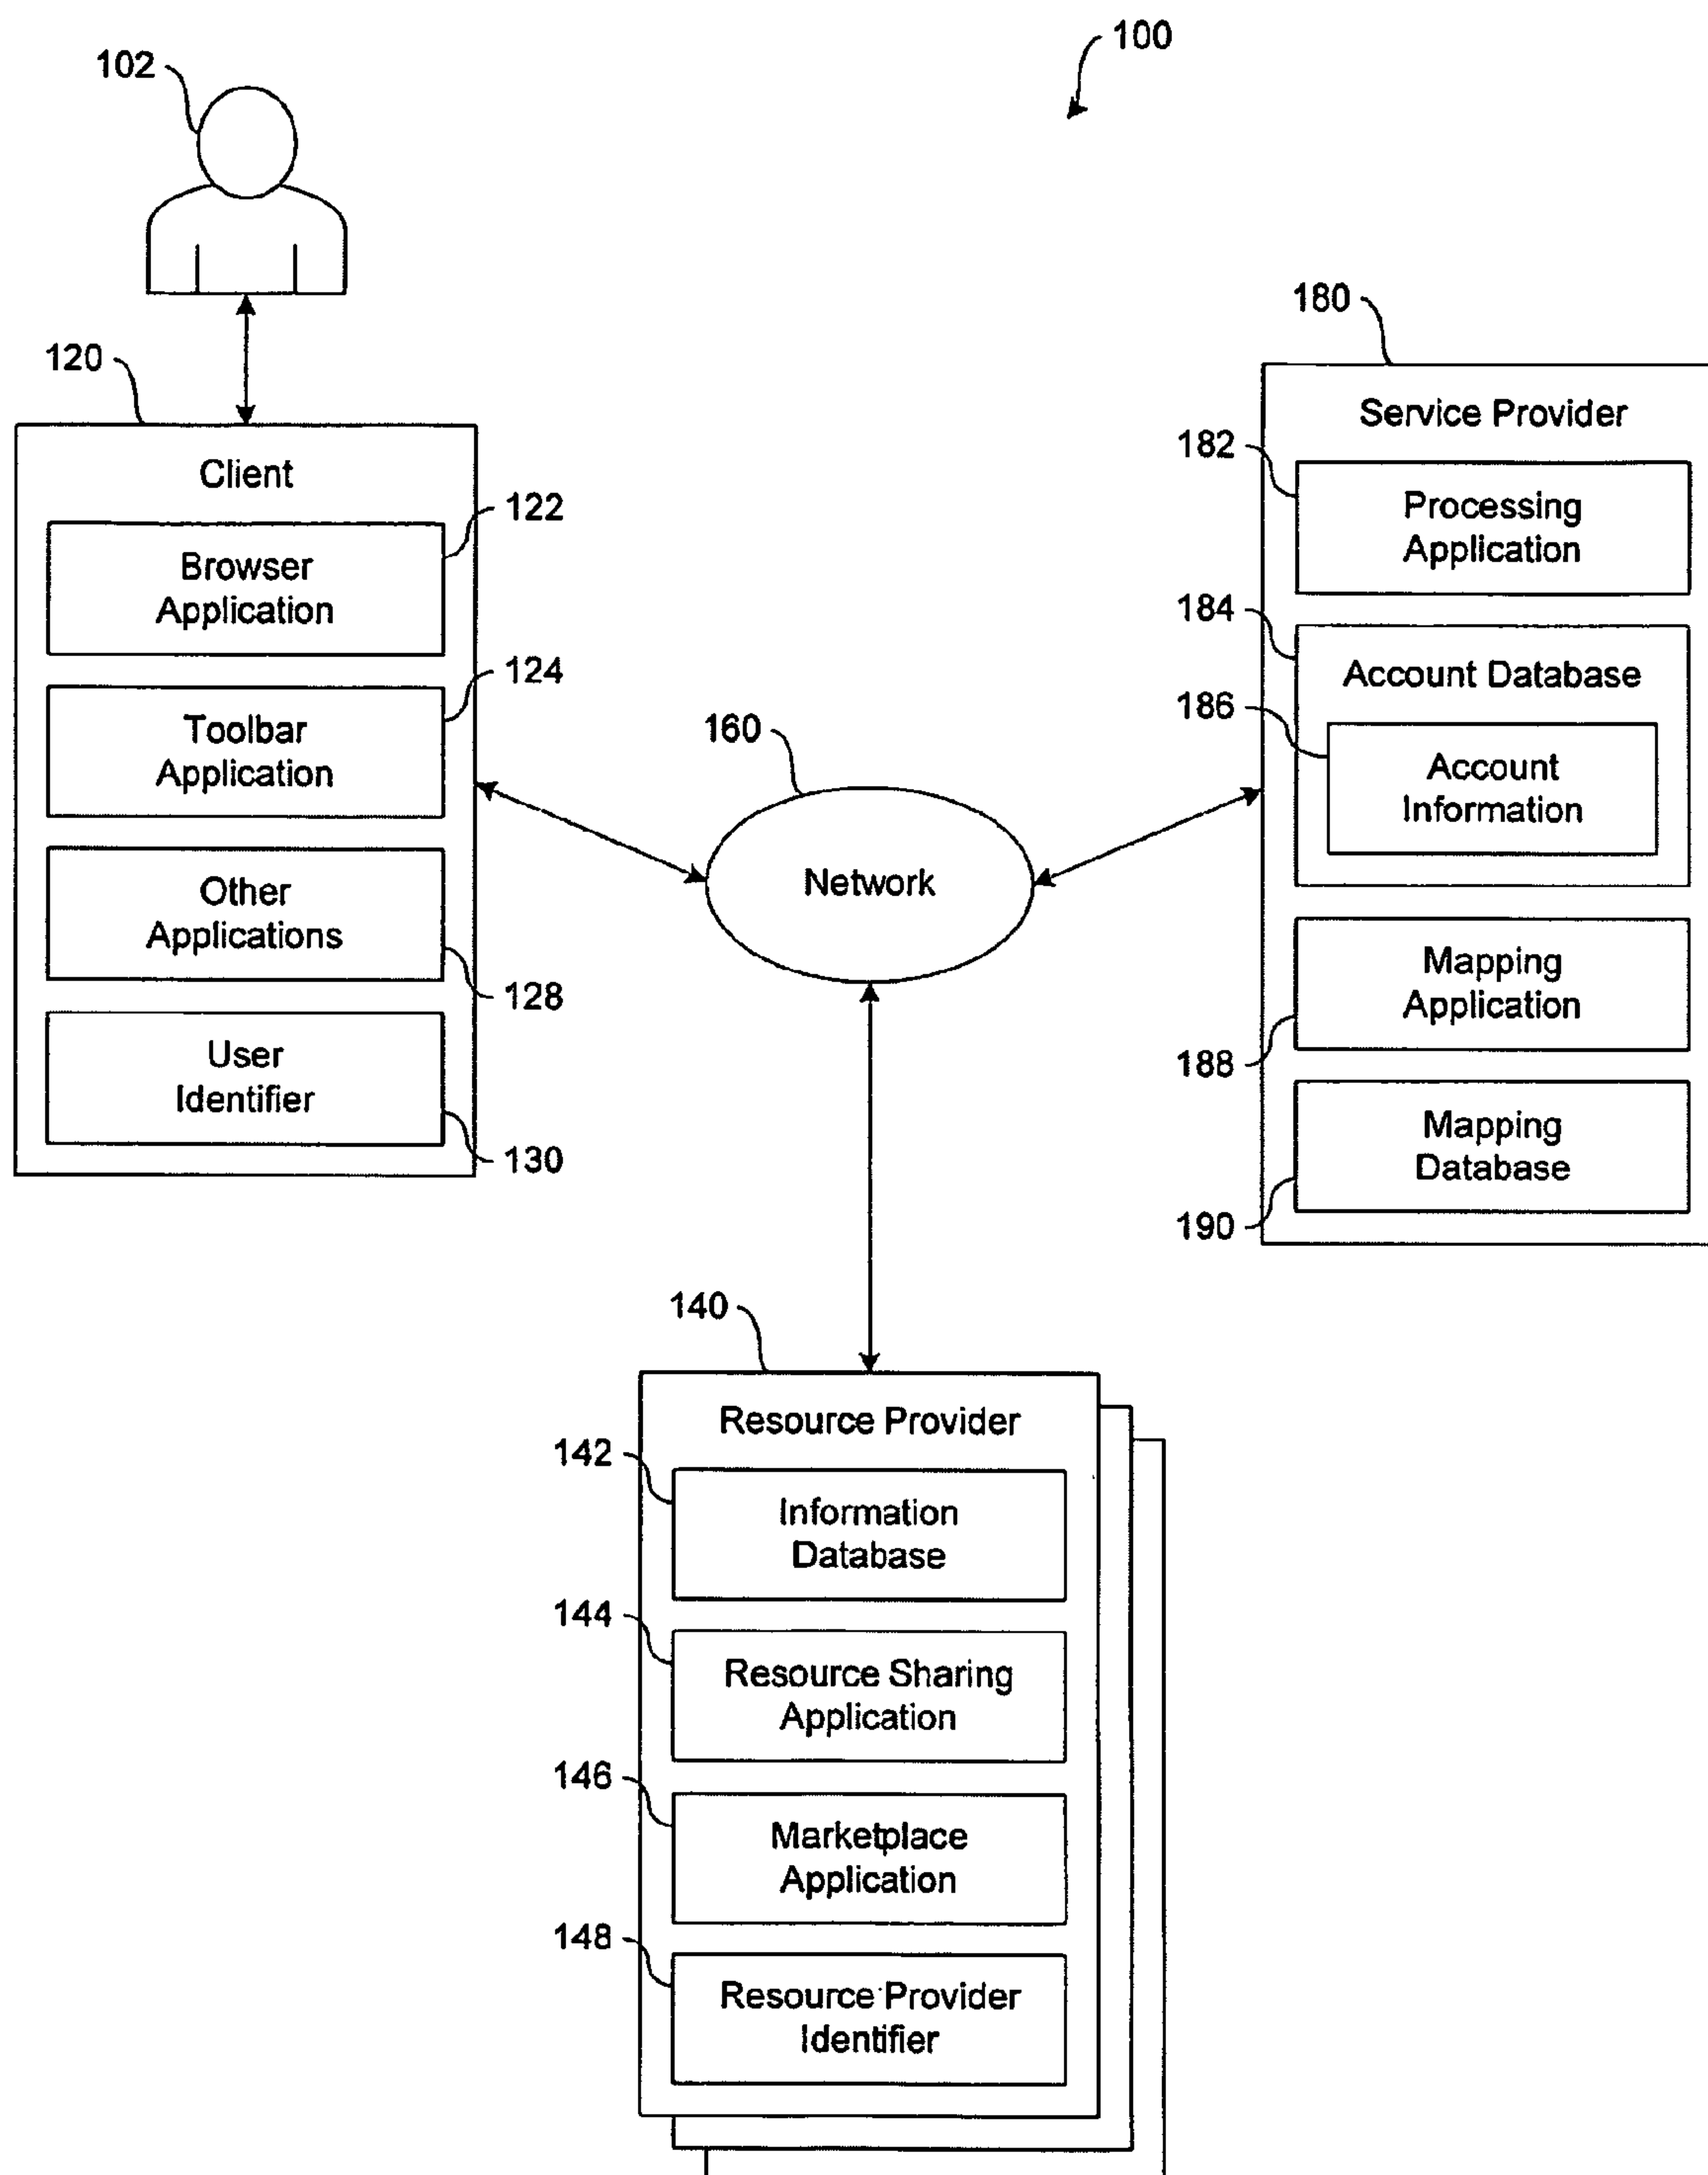 100
102
120
Client
122
Browser
Application
124
Toolbar
Application
Other
Applications
128
User
Identifier
130
160
Network
180
Service Provider
182
Processing
Application
184
Account Database
186
Account
Information
Mapping
Application
188
Mapping
Database
190
140
Resource Provider
142
Information
Database
144
Resource Sharing
Application
146
Marketplace
Application
148
Resource Provider
Identifier